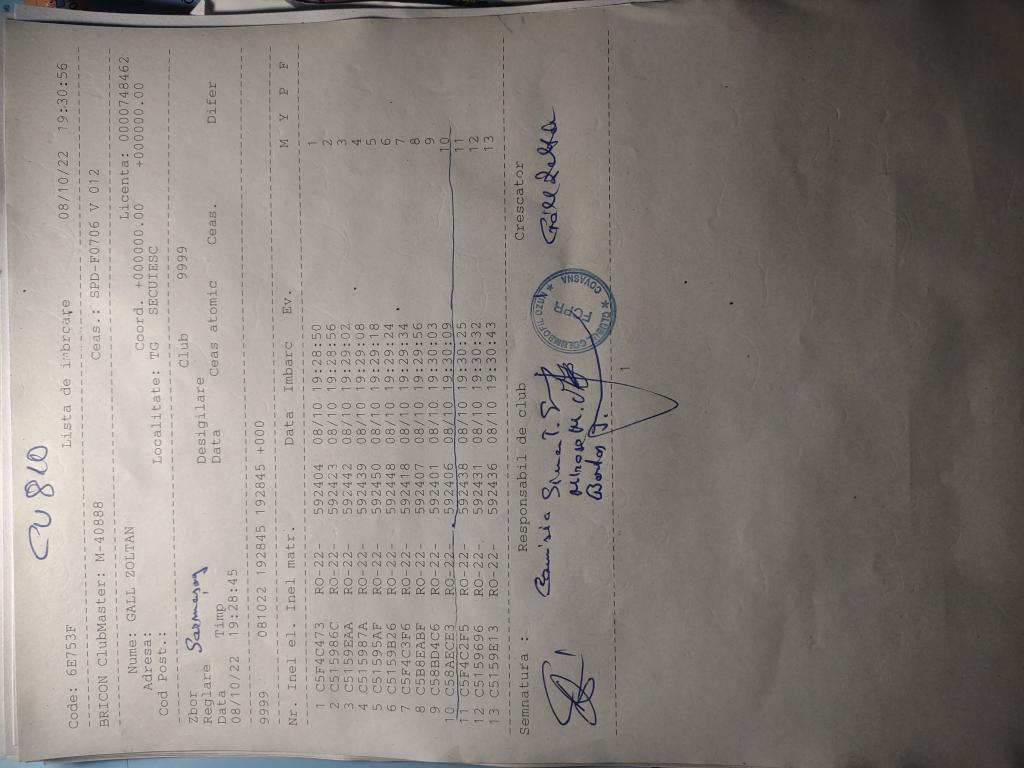 CU 810
Code: 6E753F Lista de imbrçare 08/10/22 19:30:56
BRICON ClubMaster: M-40888 Ceas.: SPD-F0706 V 012
Nume: GALL ZOLTAN Licenta: 0000748462
Adresa: Coord. +000000.00 +000000.00
Cod Post.: Localitate: TG SECUIESC
Zbor Sarmașag Club 9999
Reglare Desigilare
Data Timp Data Ceas atomic Ceas. Difer
08/10/22 19:28:45
9999 081022 192845 192845 +000
Nr. Inel el. Inel matr. Data Imbarc Ev. M Y P F
1 C5F4C473 RO-22- 592404 08/10 19:28:50 1
2 C515986C RO-22- 592423 08/10 19:28:56 2
3 C5159EAA RO-22- 592442 08/10 19:29:02 3
4 C515987A RO-22- 592439 08/10 19:29:08 4
5 C51595AF RO-22- 592450 08/10 19:29:18 5
6 C5159B26 RO-22- 592448 08/10 19:29:24 6
7 C5F4C3F6 RO-22- 592418 08/10 19:29:34 7
8 C5B8EABF RO-22- 592407 08/10 19:29:56 8
9 C58BD4C6 RO-22- 592401 08/10 19:30:03 9
10 C58AECE3 RO-22- 592406 08/10 19:30:09 10
11 C5F4C2F5 RO-22- 592438 08/10 19:30:25 11
12 C5159696 RO-22- 592431 08/10 19:30:32 12
13 C5159E13 RO-22- 592436 08/10 19:30:43 13
Semnatura : Responsabil de club Crescator
Gall Zoltan
COLUMBOFIL KOZD
TCPR
COVASNA
1